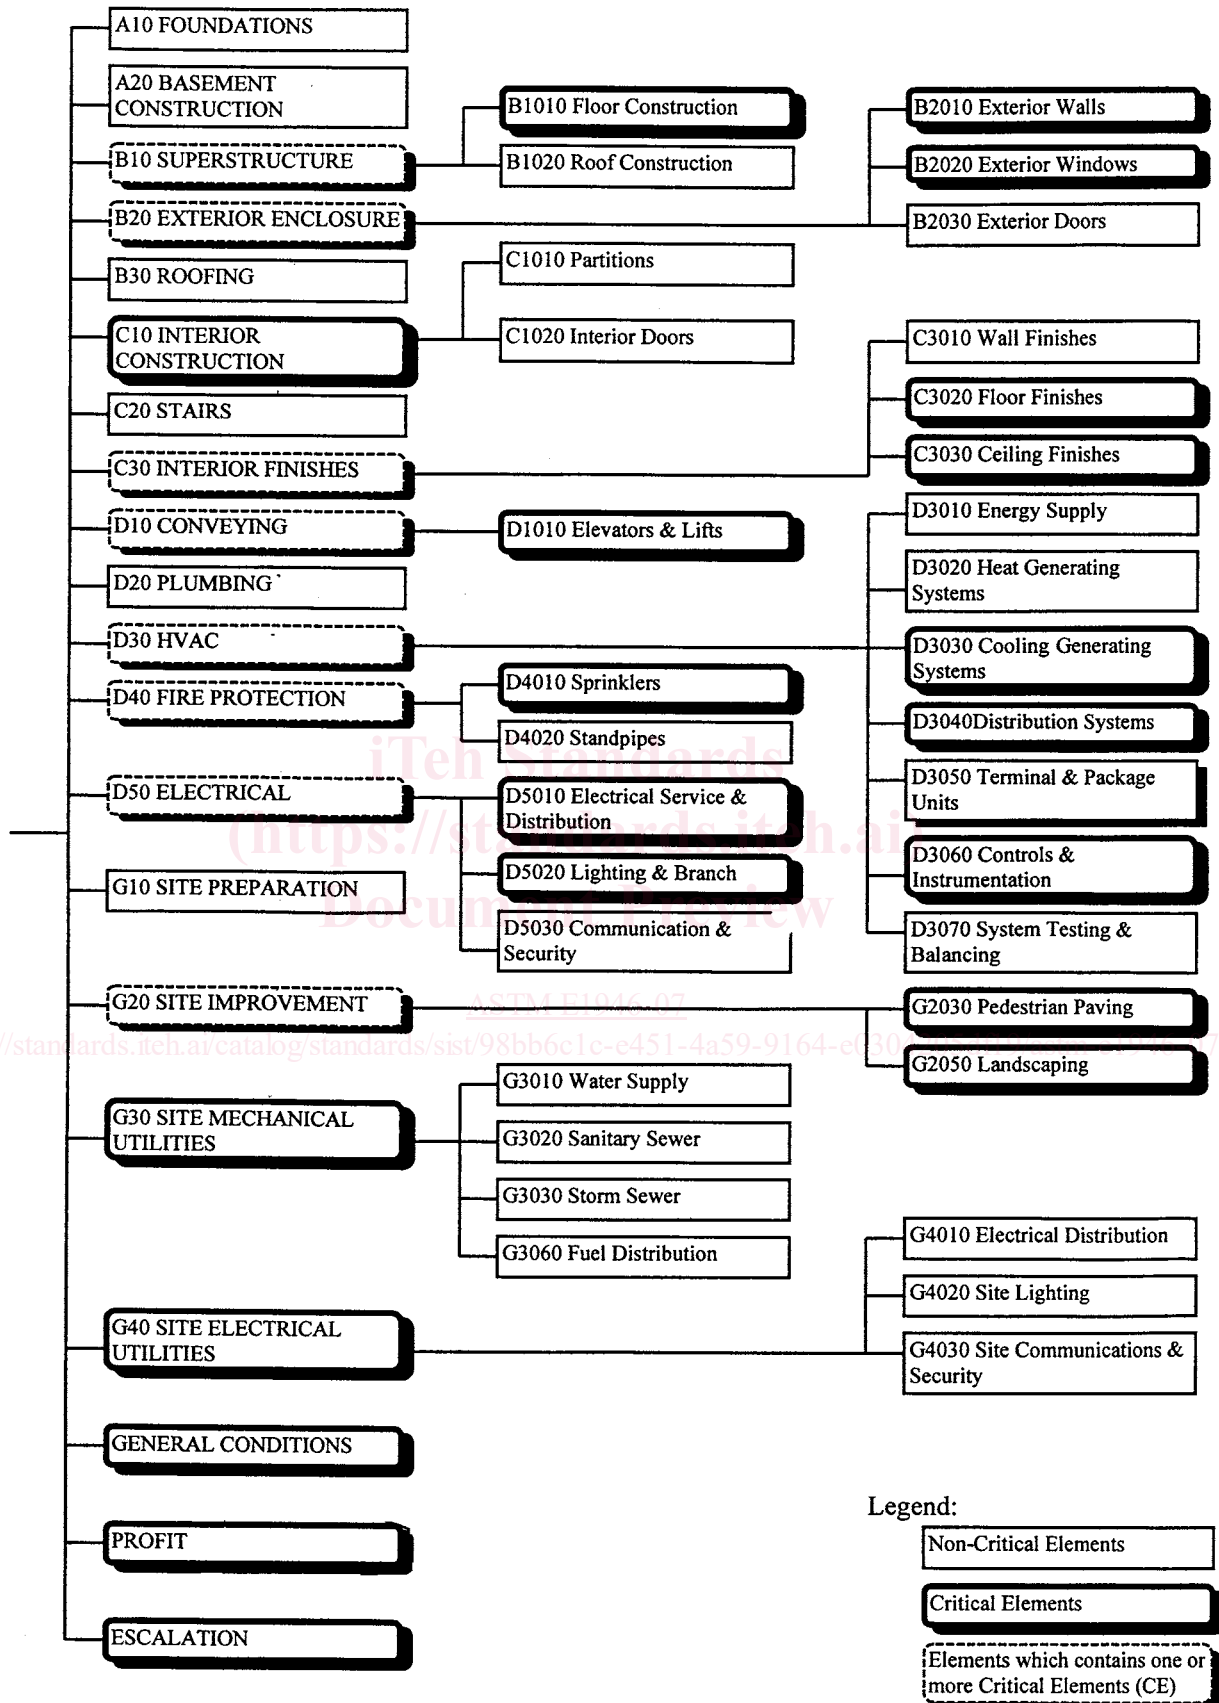 A10 FOUNDATIONS
A20 BASEMENT
CONSTRUCTION
B10 SUPERSTRUCTURE
B20 EXTERIOR ENCLOSURE
B30 ROOFING
C10 INTERIOR
CONSTRUCTION
C20 STAIRS
C30 INTERIOR FINISHES
D10 CONVEYING
D20 PLUMBING
D30 HVAC
D40 FIRE PROTECTION
D50 ELECTRICAL
G10 SITE PREPARATION
G20 SITE IMPROVEMENT
G30 SITE MECHANICAL
UTILITIES
G40 SITE ELECTRICAL
UTILITIES
GENERAL CONDITIONS
PROFIT
ESCALATION
B1010 Floor Construction
B1020 Roof Construction
C1010 Partitions
C1020 Interior Doors
D1010 Elevators & Lifts
D4010 Sprinklers
D4020 Standpipes
D5010 Electrical Service &
Distribution
D5020 Lighting & Branch
D5030 Communication &
Security
G3010 Water Supply
G3020 Sanitary Sewer
G3030 Storm Sewer
G3060 Fuel Distribution
B2010 Exterior Walls
B2020 Exterior Windows
B2030 Exterior Doors
C3010 Wall Finishes
C3020 Floor Finishes
C3030 Ceiling Finishes
D3010 Energy Supply
D3020 Heat Generating
Systems
D3030 Cooling Generating
Systems
D3040Distribution Systems
D3050 Terminal & Package
Units
D3060 Controls &
Instrumentation
D3070 System Testing &
Balancing
G2030 Pedestrian Paving
G2050 Landscaping
G4010 Electrical Distribution
G4020 Site Lighting
G4030 Site Communications &
Security
Legend:
Non-Critical Elements
Critical Elements
Elements which contains one or
more Critical Elements (CE)
iTeh Standards
(https://standards.iteh.ai)
Document Preview
ASTM E1946-07